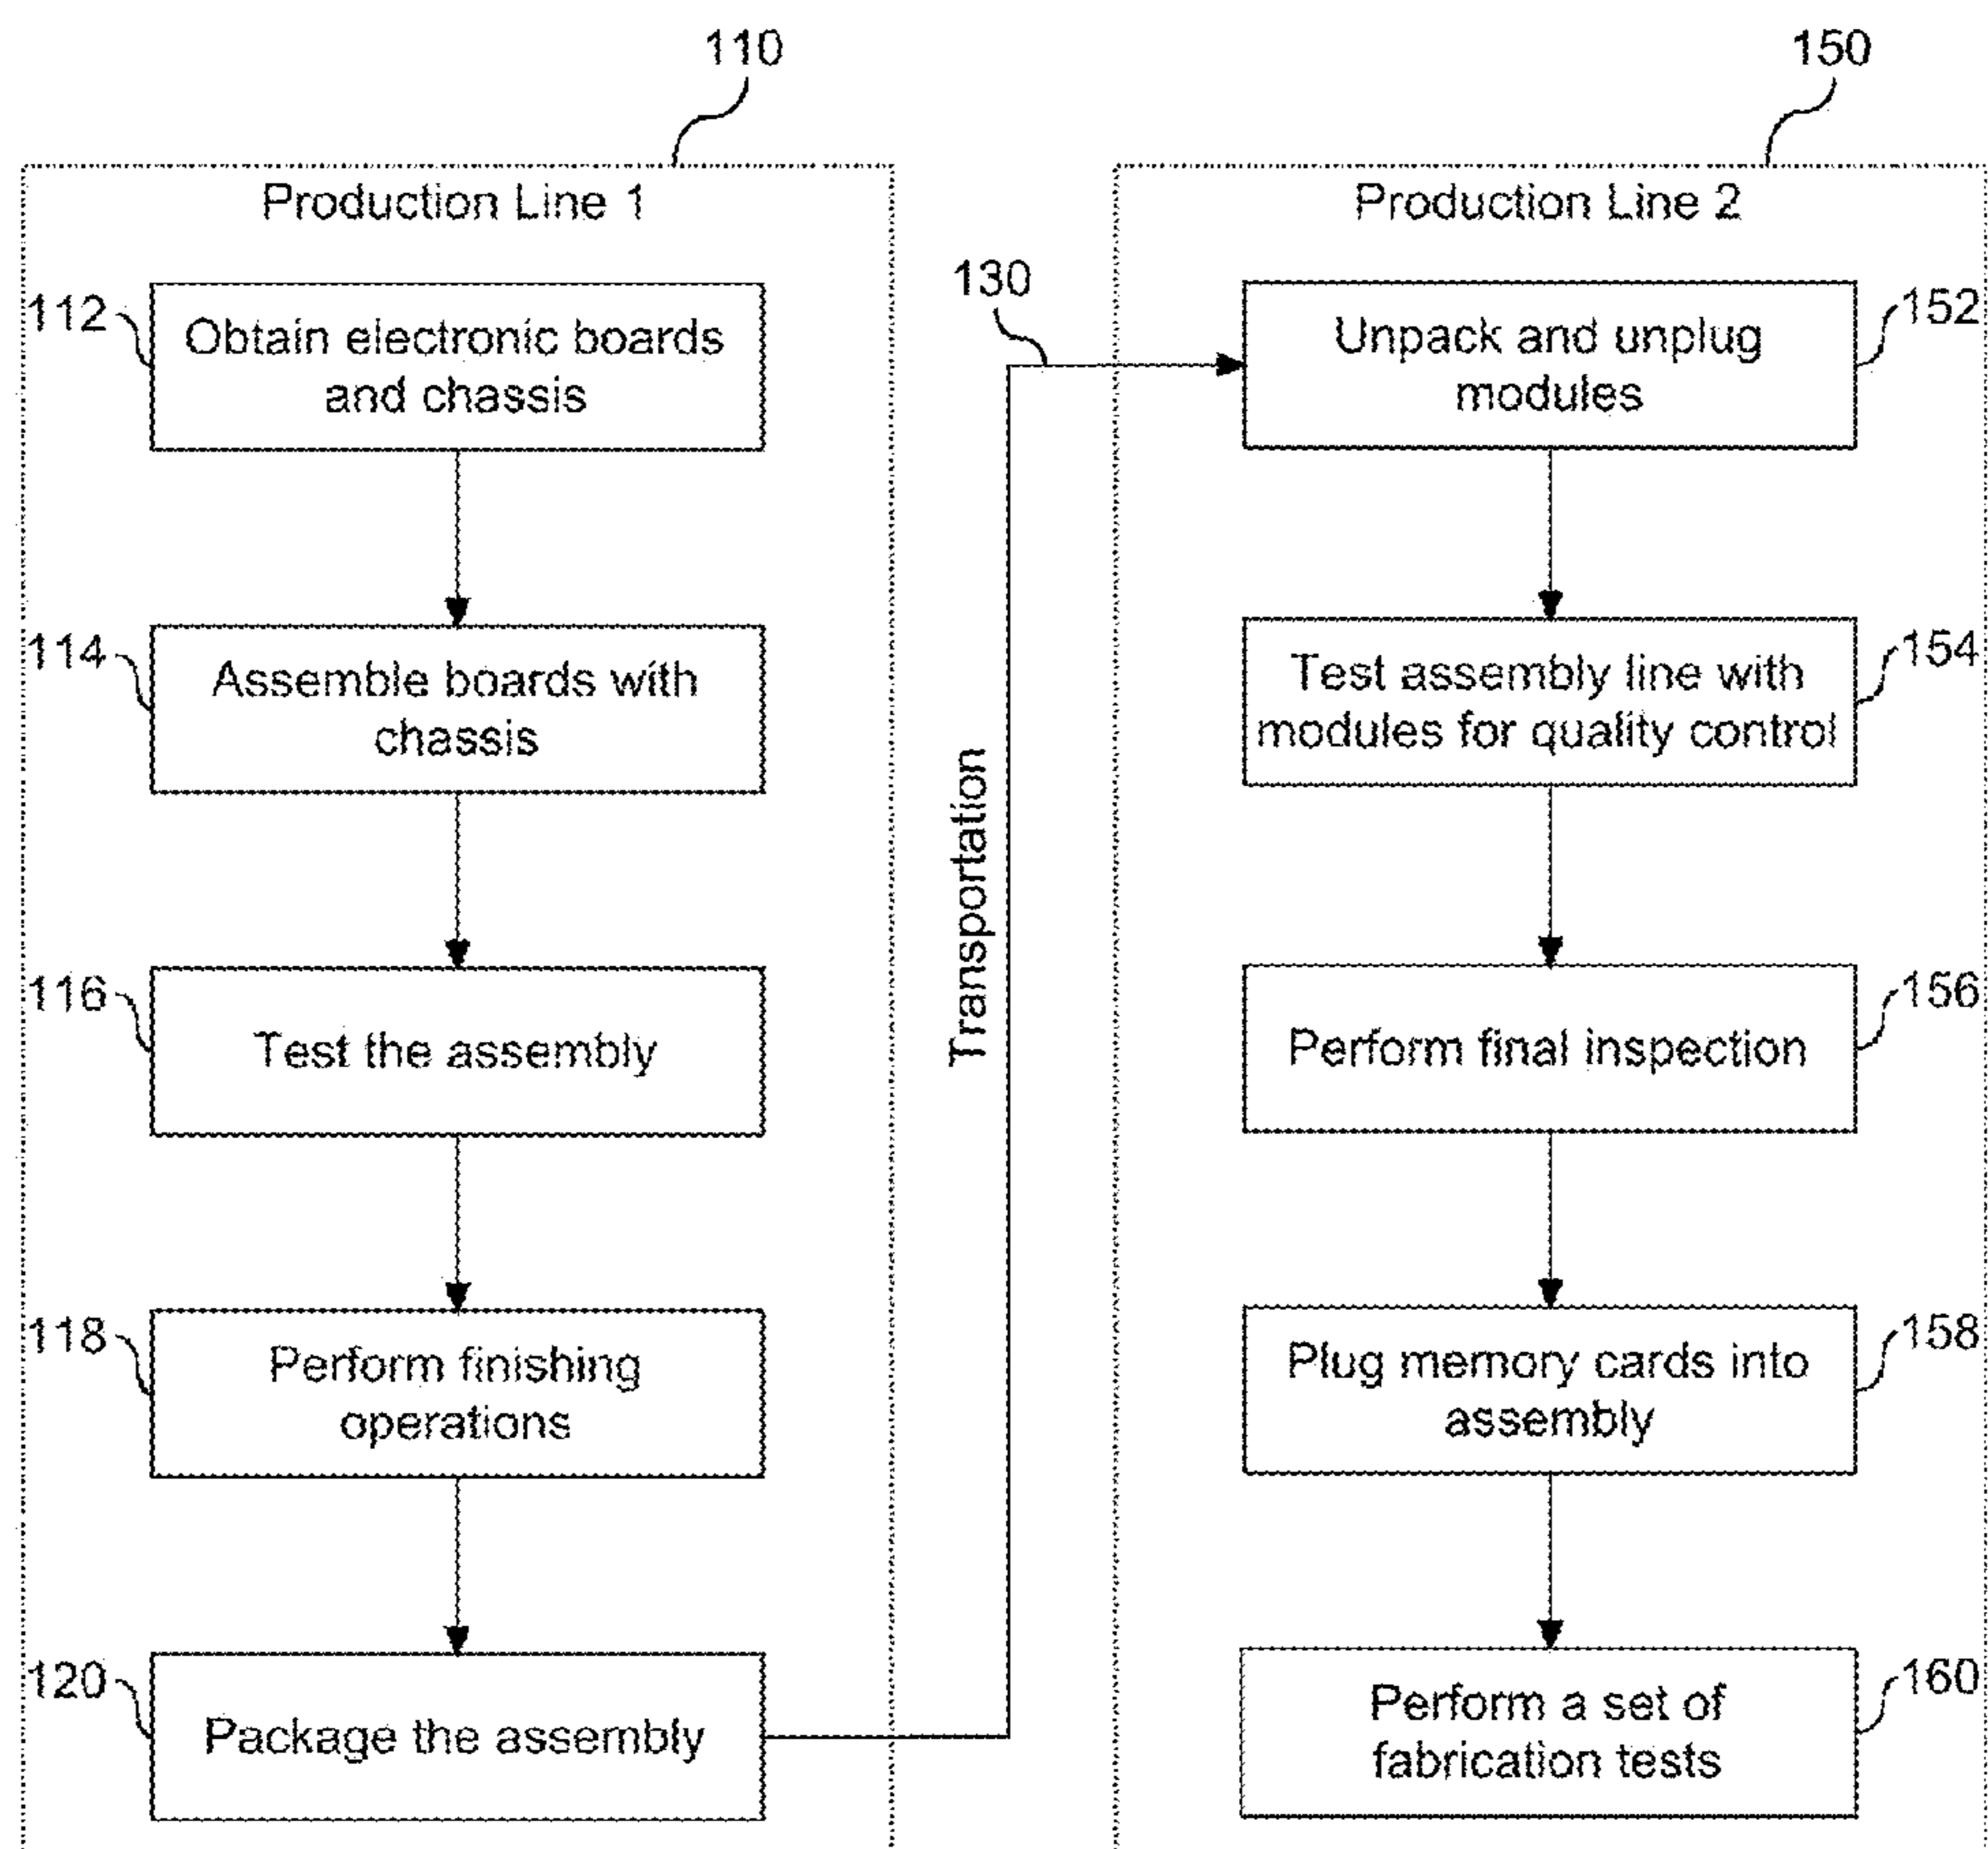 110
Production Line 1
112
Obtain electronic boards
and chassis
114
Assemble boards with
chassis
116
Test the assembly
118
Perform finishing
operations
120
Package the assembly
130
Transportation
150
Production Line 2
152
Unpack and unplug
modules
154
Test assembly line with
modules for quality control
156
Perform final inspection
158
Plug memory cards into
assembly
160
Perform a set of
fabrication tests